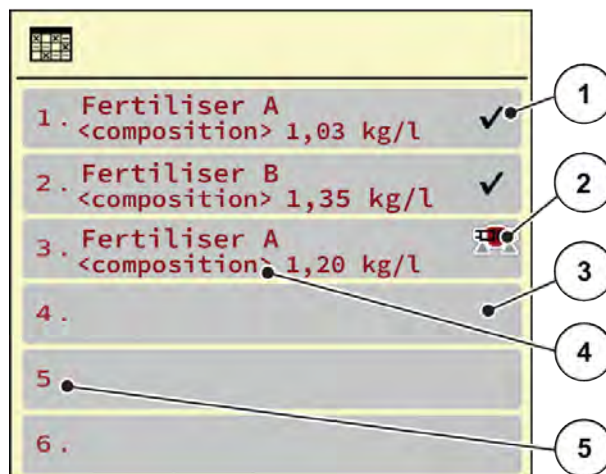 1. Fertiliser A
<composition> 1,03 kg/l
2. Fertiliser B
<composition> 1,35 kg/l
3. Fertiliser A
<composition> 1,20 kg/l
4.
5
6.
1
2
3
4
5